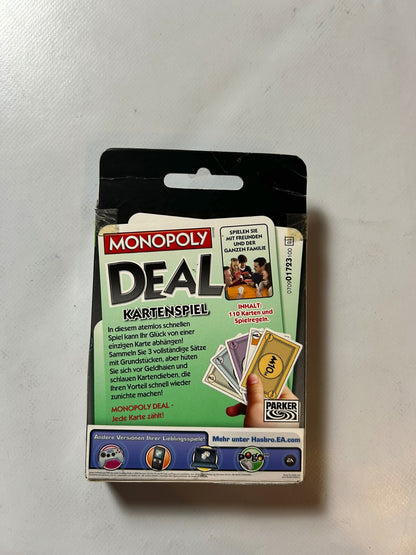 MONOPOLY
DEAL
KARTENSPIEL
SPIELEN SIE
MIT FREUNDEN
UND DER
GANZEN FAMILIE
In diesem atemlos schnellen
Spiel kann Ihr Glück von einer
einzigen Karte abhängen!
Sammeln Sie 3 vollständige Sätze
mit Grundstücken, aber hüten
Sie sich vor Geldhaien und
schlauen Kartendieben, die
Ihren Vorteil schnell wieder
zunichte machen!
MONOPOLY DEAL -
Jede Karte zählt!
INHALT:
110 Karten und
Spielregeln.
010901723100
PARKER
Andere Versionen Ihrer Lieblingsspiele*
Mehr unter Hasbro.EA.com
POGO
EA